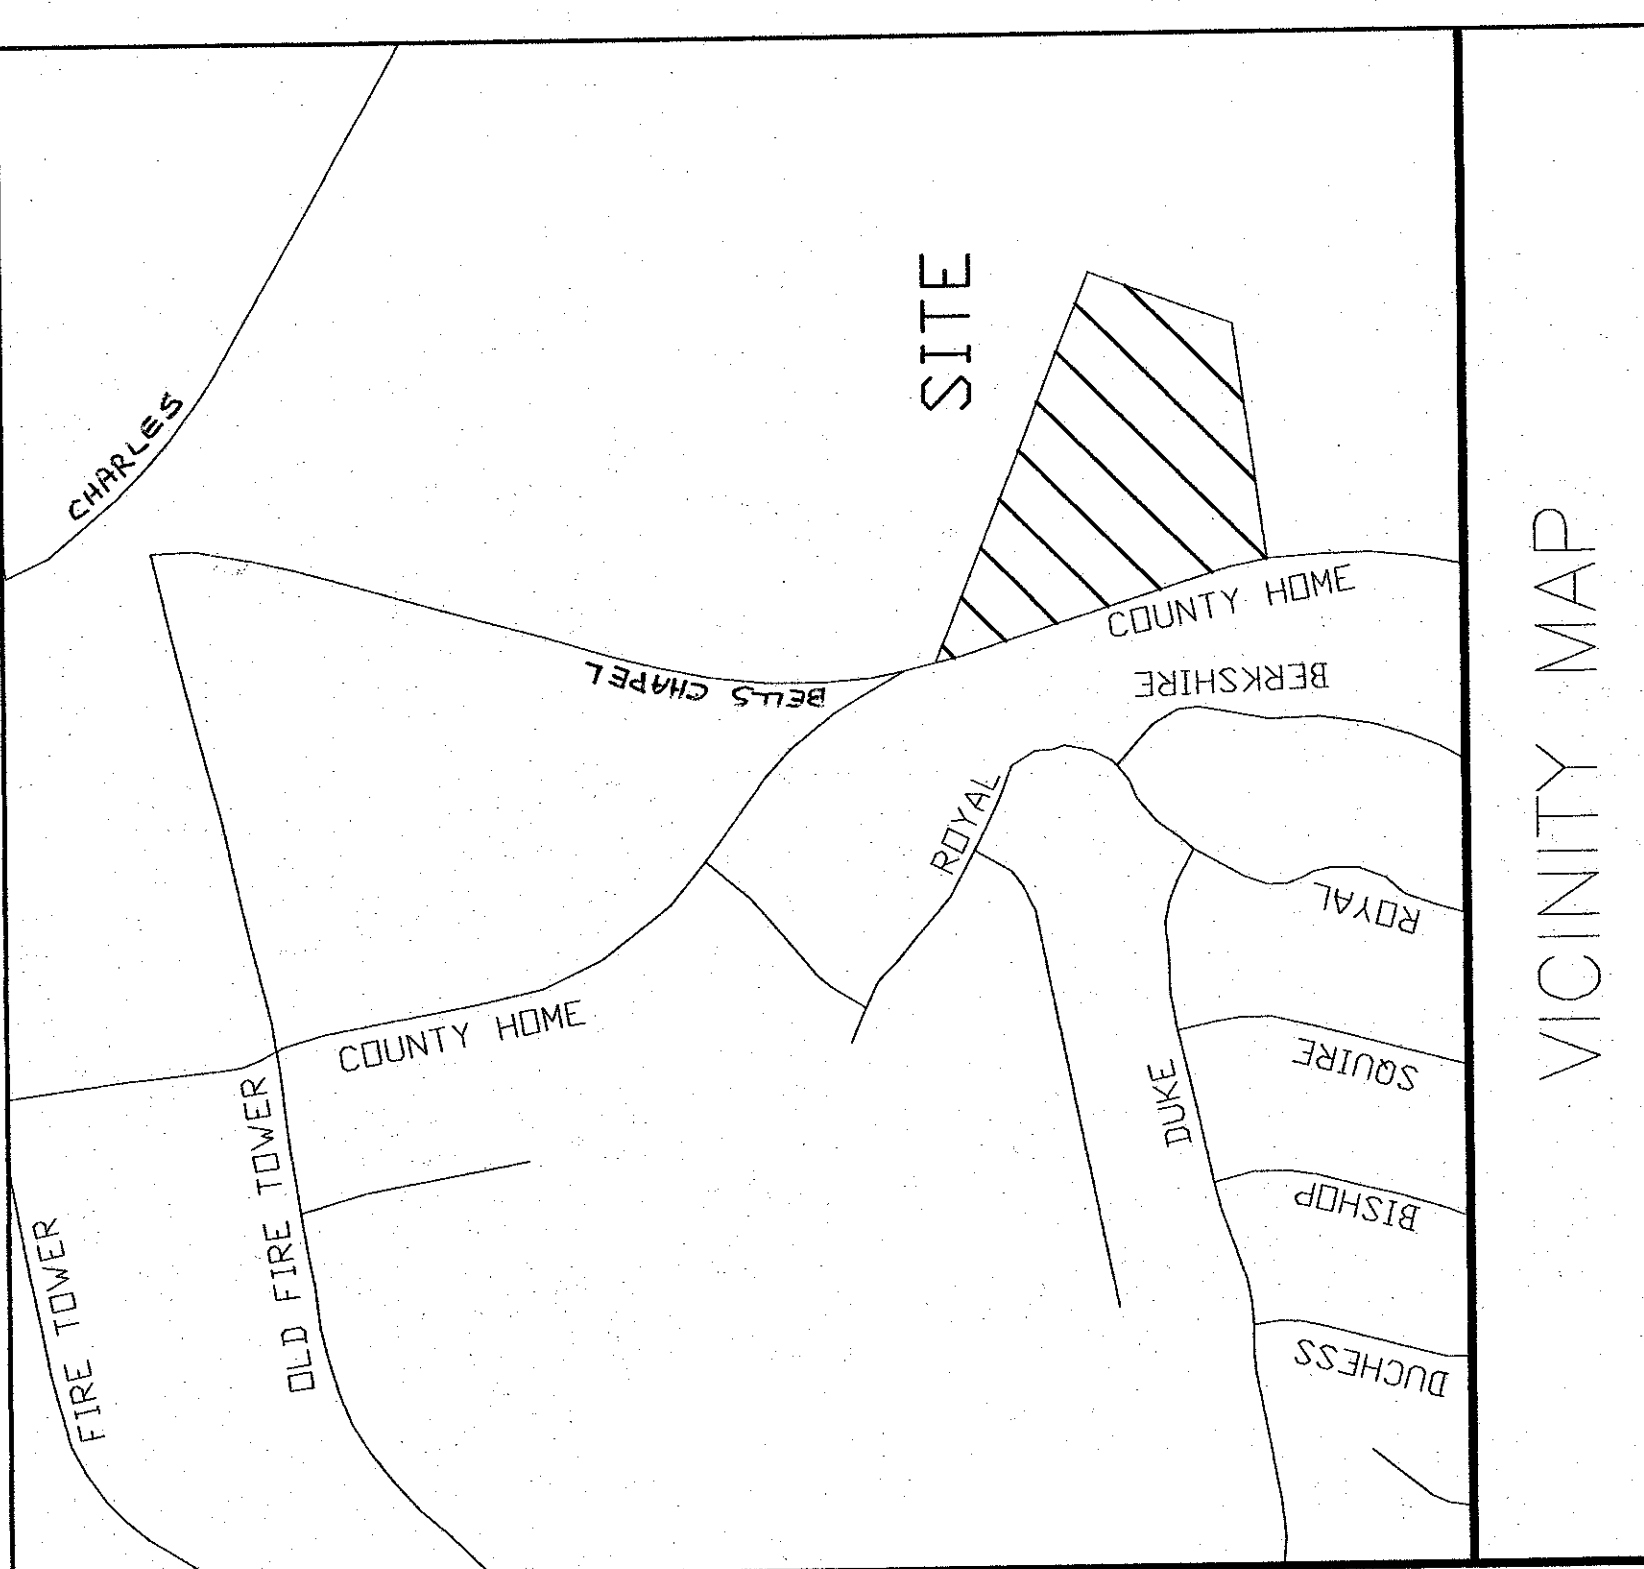 CHARLES
SITE
BELLS CHAPEL
COUNTY HOME
BERKSHIRE
ROYAL
ROYAL
COUNTY HOME
SQUIRE
DUKE
OLD FIRE TOWER
FIRE TOWER
BISHOP
DUCHESS
VICINITY MAP